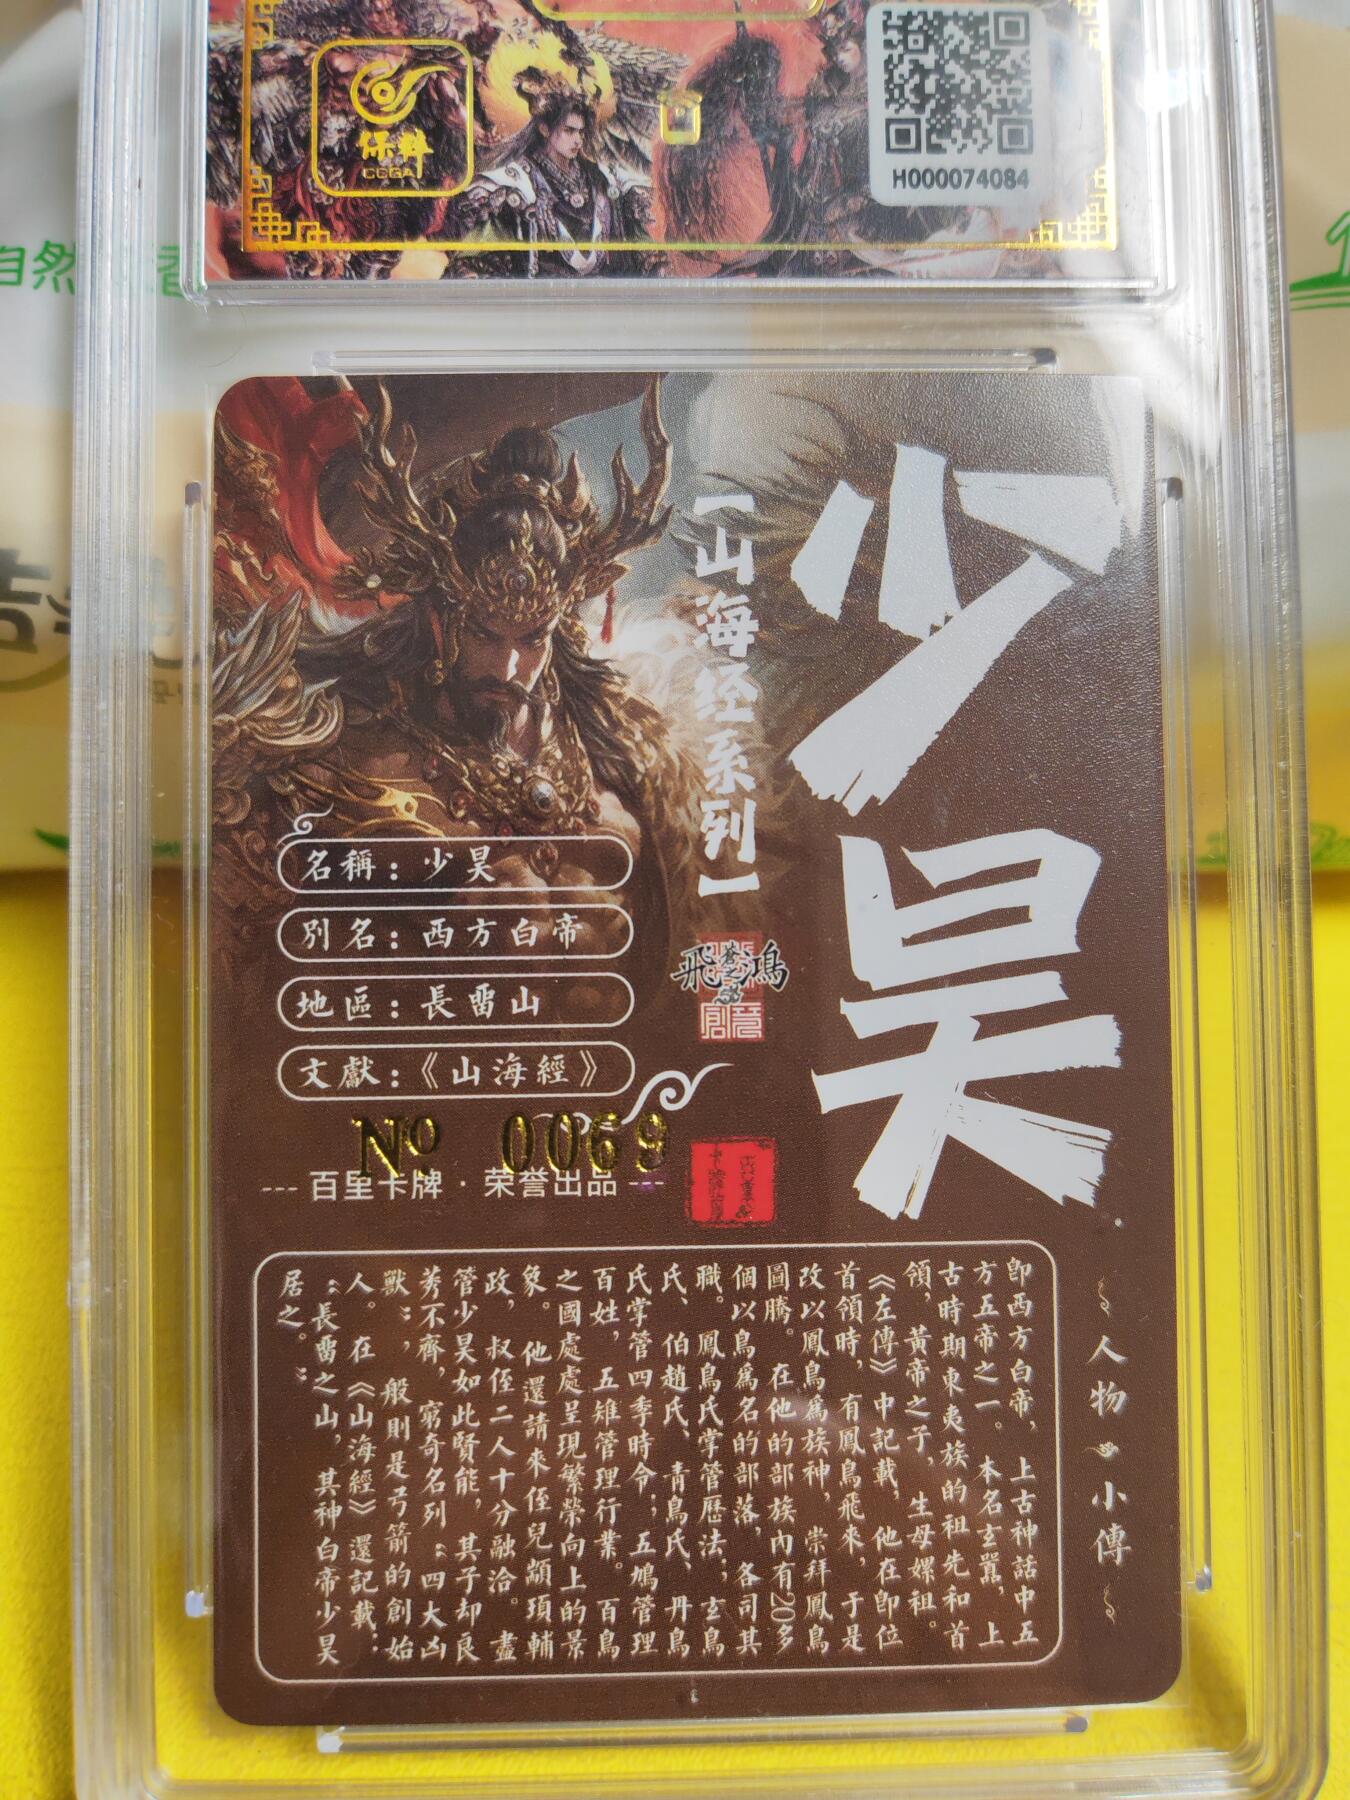 保粹
CCGA
H000074084
自然
少昊
【山海经系列】
名稱：少昊
別名：西方白帝
地區：長畱山
文獻：《山海經》
飛鴻
蒼之
№ 0069
--- 百里卡牌 · 荣誉出品 ---
人物小傳
卽西方白帝，上古神話中五
方五帝之一。本名玄囂，上
古時期東夷族的祖先和首
領，黃帝之子，生母嫘祖。
《左傳》中記載，他在卽位
首領時，有鳳鳥飛來，于是
改以鳳鳥爲族神，崇拜鳳鳥
圖騰。在他的部族內有20多
個以鳥爲名的部落，各司其
職。鳳鳥氏掌管歷法；玄鳥
氏、伯趙氏、青鳥氏、丹鳥
氏掌管四季時令；五鳩管理
百姓，五雉管理行業。百鳥
之國處處呈現繁榮向上的景
象。他還請來侄兒顓頊輔
政，叔侄二人十分融洽。盡
管少昊如此賢能，其子却良
莠不齊，窮奇名列“四大凶
獸”，般則是弓箭的創始
人。在《山海經》還記載：
“長畱之山，其神白帝少昊
居之。”